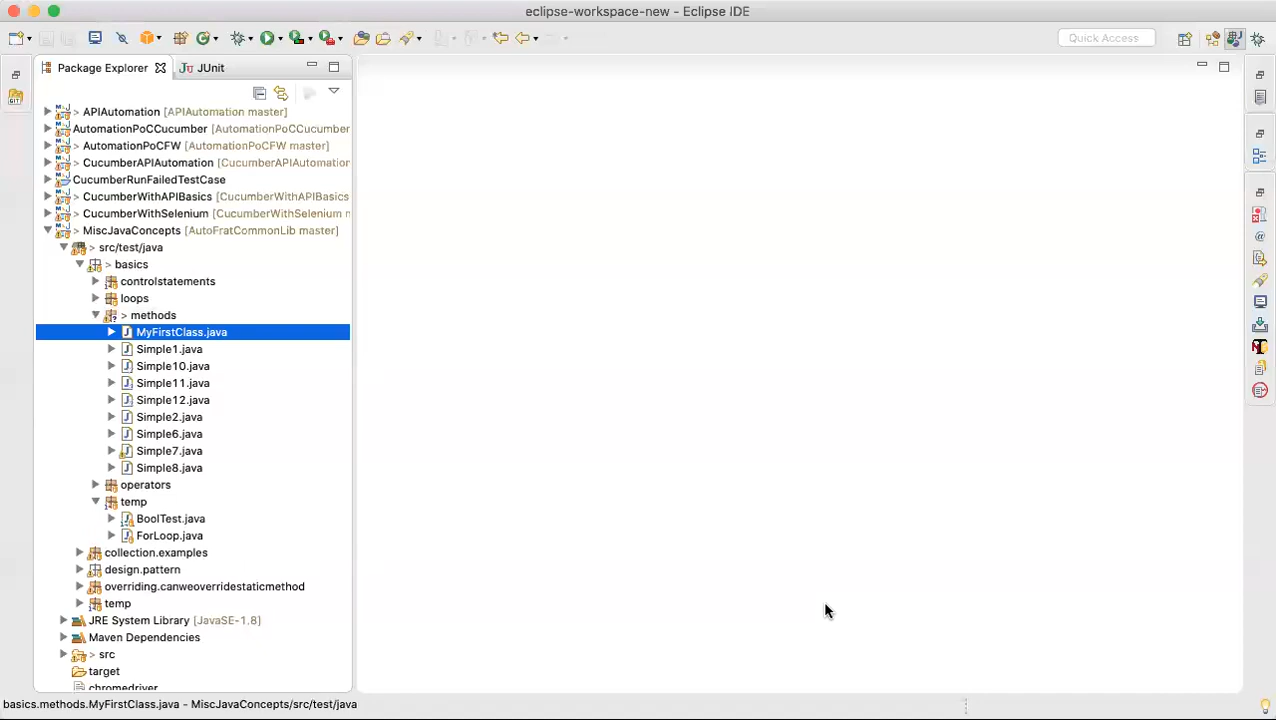 eclipse-workspace-new - Eclipse IDE
Quick Access
Package Explorer
JUnit
> APIAutomation [APIAutomation master]
AutomationPoCCucumber [AutomationPoCCucumber
> AutomationPoCFW [AutomationPoCFW master]
> CucumberAPIAutomation [CucumberAPIAutomation
CucumberRunFailedTestCase
> CucumberWithAPIBasics [CucumberWithAPIBasics
> CucumberWithSelenium [CucumberWithSelenium
> MiscJavaConcepts [AutoFratCommonLib master]
> src/test/java
> basics
controlstatements
loops
> methods
MyFirstClass.java
Simple1.java
Simple10.java
Simple11.java
Simple12.java
Simple2.java
Simple6.java
Simple7.java
Simple8.java
operators
temp
BoolTest.java
ForLoop.java
collection.examples
design.pattern
overriding.canweoverridestaticmethod
temp
JRE System Library [JavaSE-1.8]
Maven Dependencies
> src
target
chromedriver
basics.methods.MyFirstClass.java - MiscJavaConcepts/src/test/java